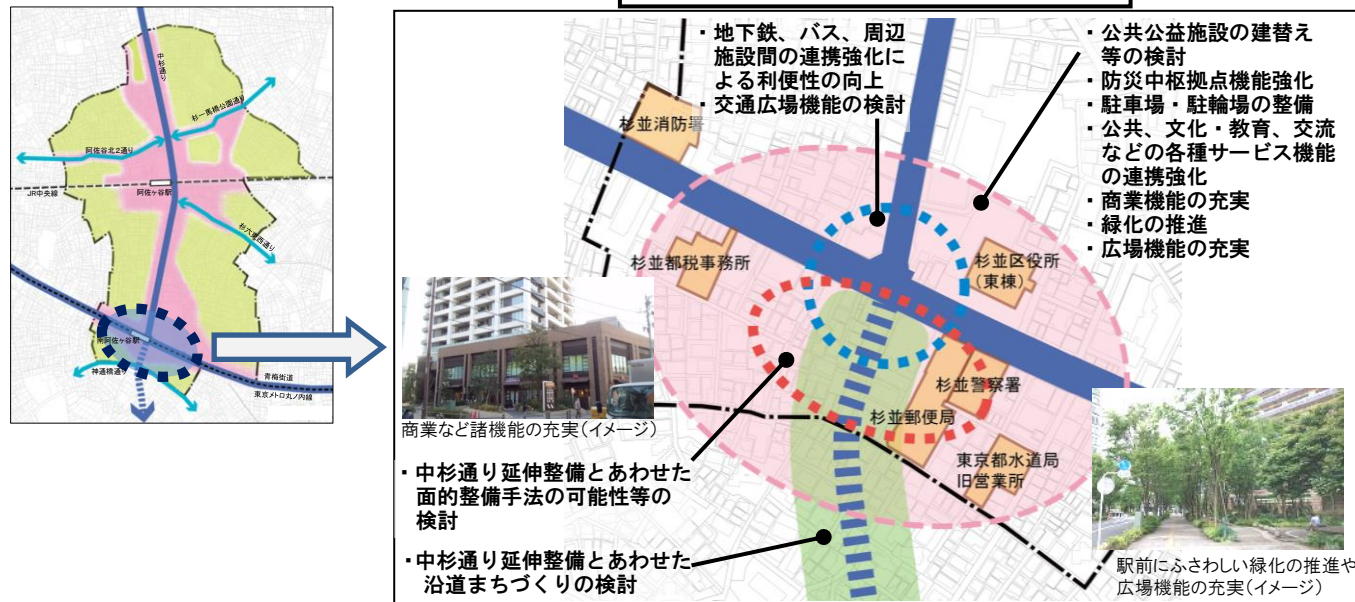 中杉通り
杉一馬橋公園通り
阿佐谷北2通り
JR中央線
阿佐ヶ谷駅
南阿佐ヶ谷駅
神通橋通り
青梅街道
東京メトロ丸ノ内線
・地下鉄、バス、周辺
施設間の連携強化に
よる利便性の向上
・交通広場機能の検討
・公共公益施設の建替え
等の検討
・防災中枢拠点機能強化
・駐車場・駐輪場の整備
・公共、文化・教育、交流
などの各種サービス機能
の連携強化
・商業機能の充実
・緑化の推進
・広場機能の充実
杉並消防署
杉並都税事務所
杉並区役所
(東棟)
杉並警察署
杉並郵便局
東京都水道局
旧営業所
商業など諸機能の充実(イメージ)
・中杉通り延伸整備とあわせた
面的整備手法の可能性等の
検討
・中杉通り延伸整備とあわせた
沿道まちづくりの検討
駅前にふさわしい緑化の推進や
広場機能の充実(イメージ)